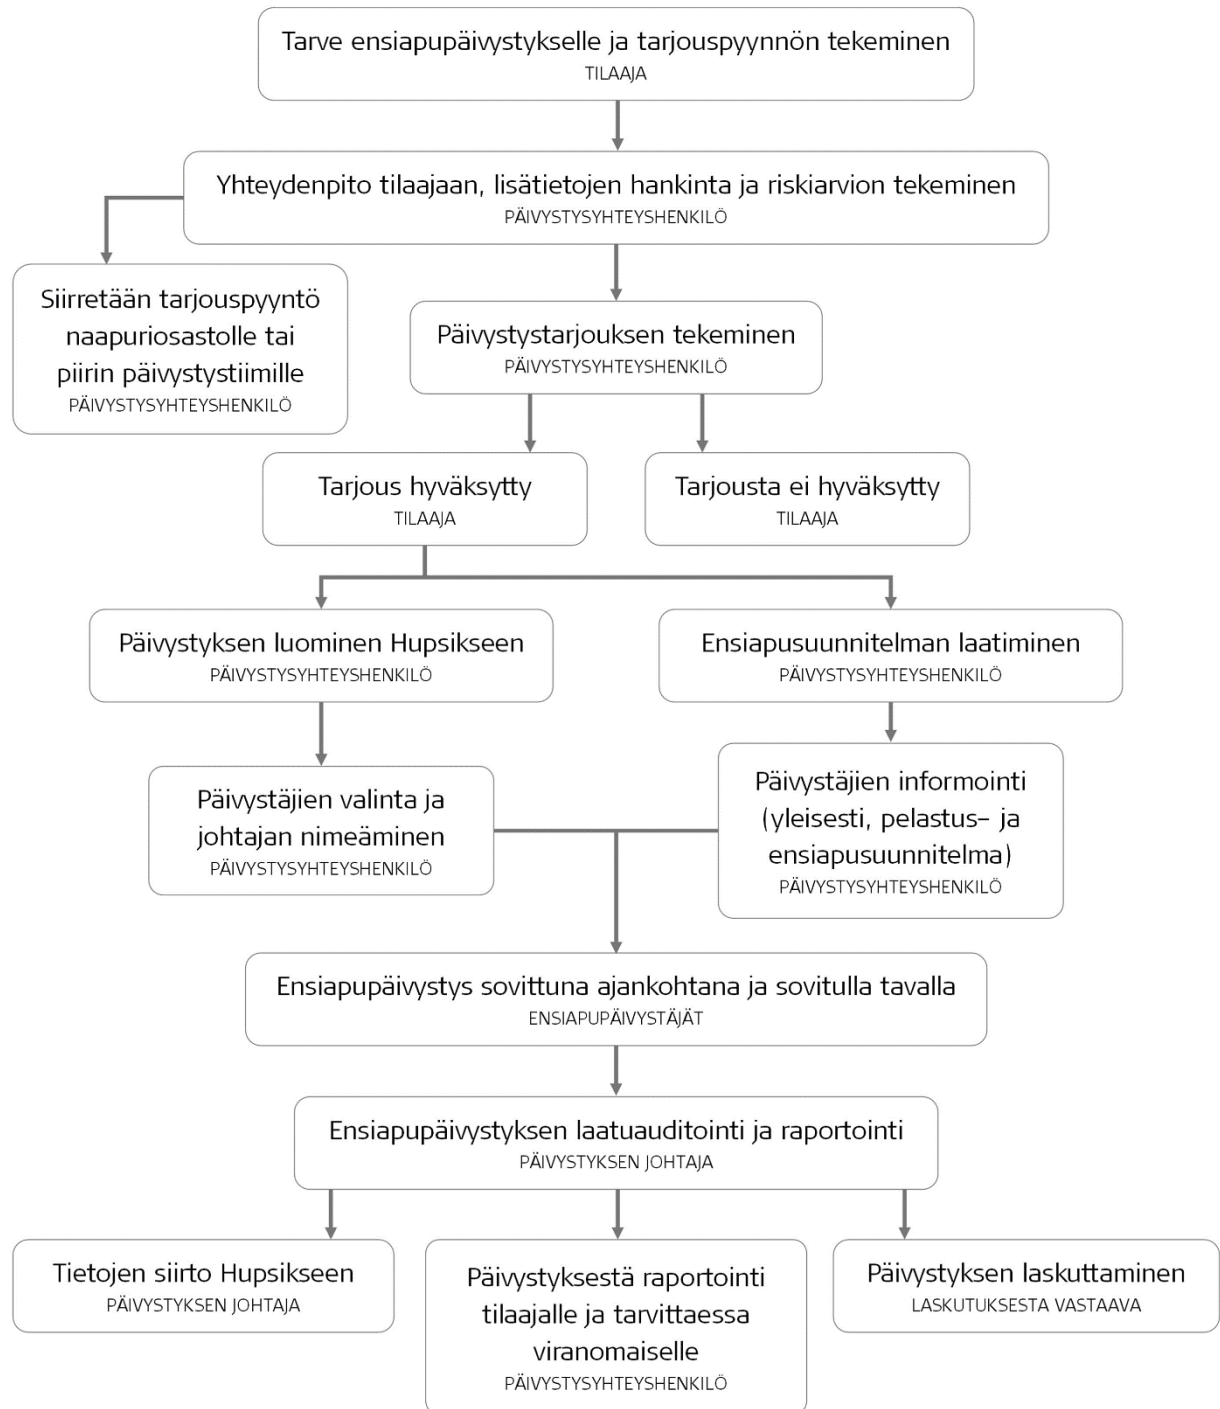 Tarve ensiapupäivystykselle ja tarjouspyynnön tekeminen
TILAAJA
Yhteydenpito tilaajaan, lisätietojen hankinta ja riskiarvion tekeminen
PÄIVYSTYSYHTEYSHENKILÖ
Siirretään tarjouspyyntö
naapuriosastolle tai
piirin päivystystiimille
PÄIVYSTYSYHTEYSHENKILÖ
Päivystystarjouksen tekeminen
PÄIVYSTYSYHTEYSHENKILÖ
Tarjous hyväksytty
TILAAJA
Tarjousta ei hyväksytty
TILAAJA
Päivystyksen luominen Hupsikseen
PÄIVYSTYSYHTEYSHENKILÖ
Ensiapusuunnitelman laatiminen
PÄIVYSTYSYHTEYSHENKILÖ
Päivystäjien valinta ja
johtajan nimeäminen
PÄIVYSTYSYHTEYSHENKILÖ
Päivystäjien informointi
(yleisesti, pelastus- ja
ensiapusuunnitelma)
PÄIVYSTYSYHTEYSHENKILÖ
Ensiapupäivystys sovittuna ajankohtana ja sovitulla tavalla
ENSIAPUPÄIVYSTÄJÄT
Ensiapupäivystyksen laatuauditointi ja raportointi
PÄIVYSTYKSEN JOHTAJA
Tietojen siirto Hupsikseen
PÄIVYSTYKSEN JOHTAJA
Päivystyksestä raportointi
tilaajalle ja tarvittaessa
viranomaiselle
PÄIVYSTYSYHTEYSHENKILÖ
Päivystyksen laskuttaminen
LASKUTUKSESTA VASTAAVA